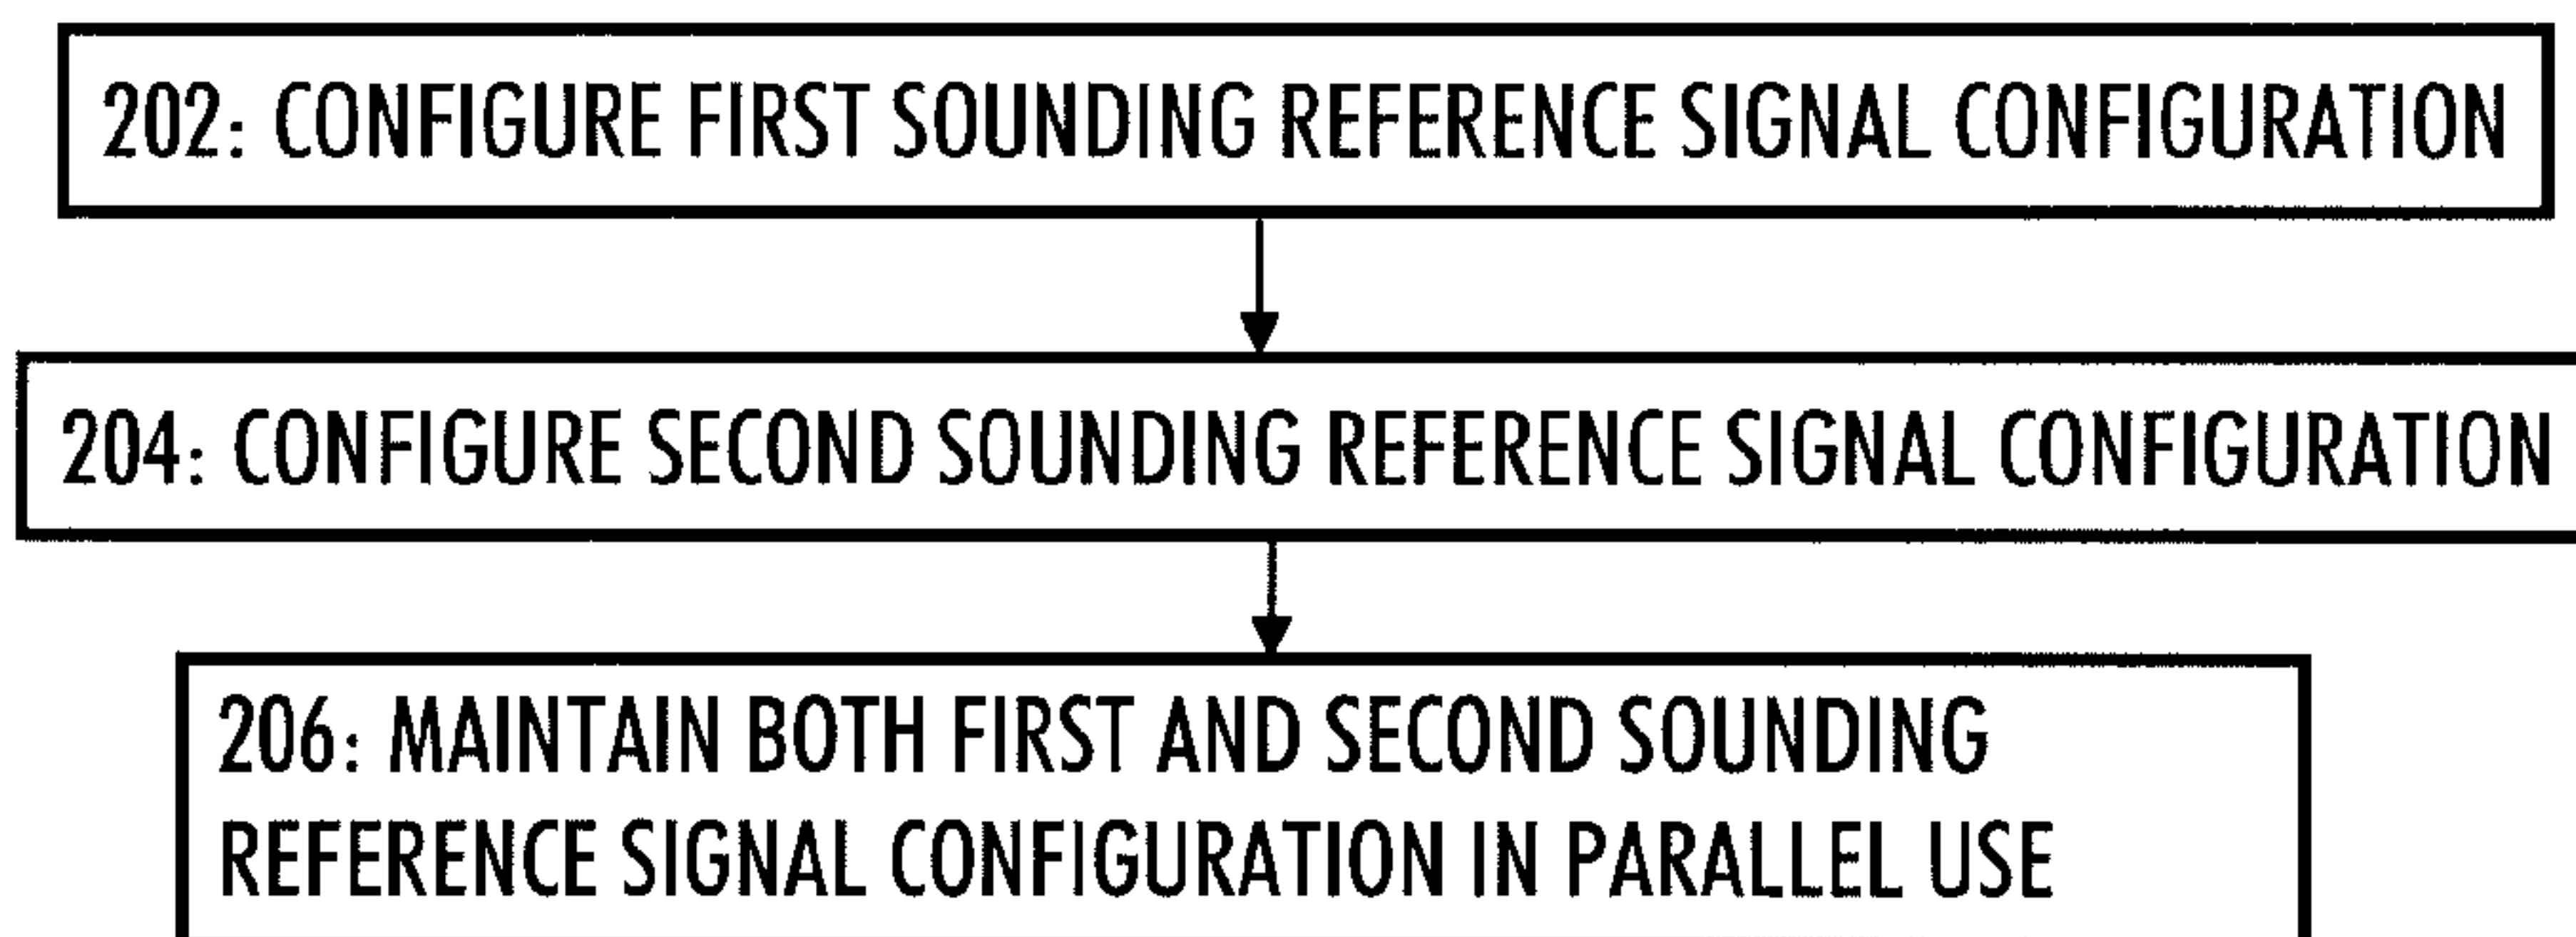 202: CONFIGURE FIRST SOUNDING REFERENCE SIGNAL CONFIGURATION
204: CONFIGURE SECOND SOUNDING REFERENCE SIGNAL CONFIGURATION
206: MAINTAIN BOTH FIRST AND SECOND SOUNDING
REFERENCE SIGNAL CONFIGURATION IN PARALLEL USE